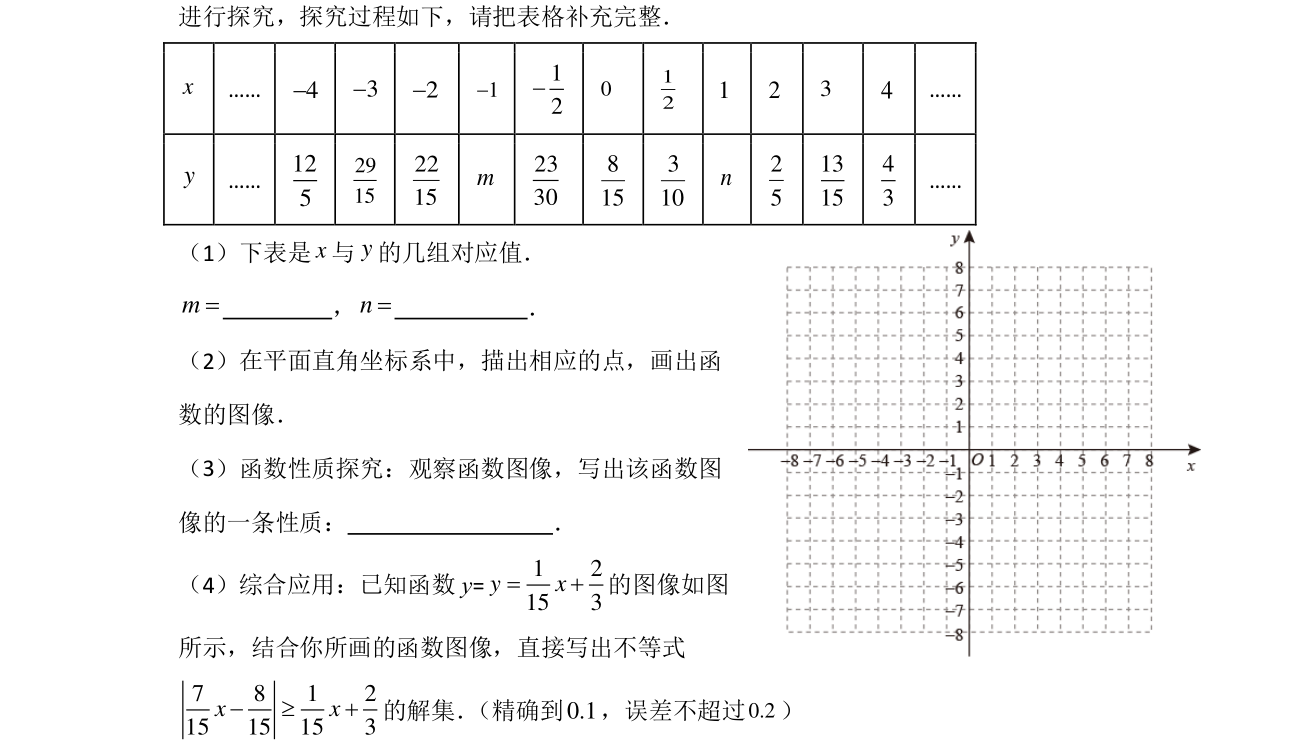 进行探究，探究过程如下，请把表格补充完整．
x …… −4 −3 −2 −1 −1/2 0 1/2 1 2 3 4 ……
y …… 12/5 29/15 22/15 m 23/30 8/15 3/10 n 2/5 13/15 4/3 ……
（1）下表是 x 与 y 的几组对应值．
m =__________，n =____________．
（2）在平面直角坐标系中，描出相应的点，画出函
数的图像．
（3）函数性质探究：观察函数图像，写出该函数图
像的一条性质：__________________．
（4）综合应用：已知函数 y= y = 1/15 x + 2/3 的图像如图
所示，结合你所画的函数图像，直接写出不等式
|7/15 x − 8/15| ≥ 1/15 x + 2/3 的解集．（精确到0.1，误差不超过0.2）
y
8
7
6
5
4
3
2
1
−8 −7 −6 −5 −4 −3 −2 −1 O 1 2 3 4 5 6 7 8
x
−1
−2
−3
−4
−5
−6
−7
−8